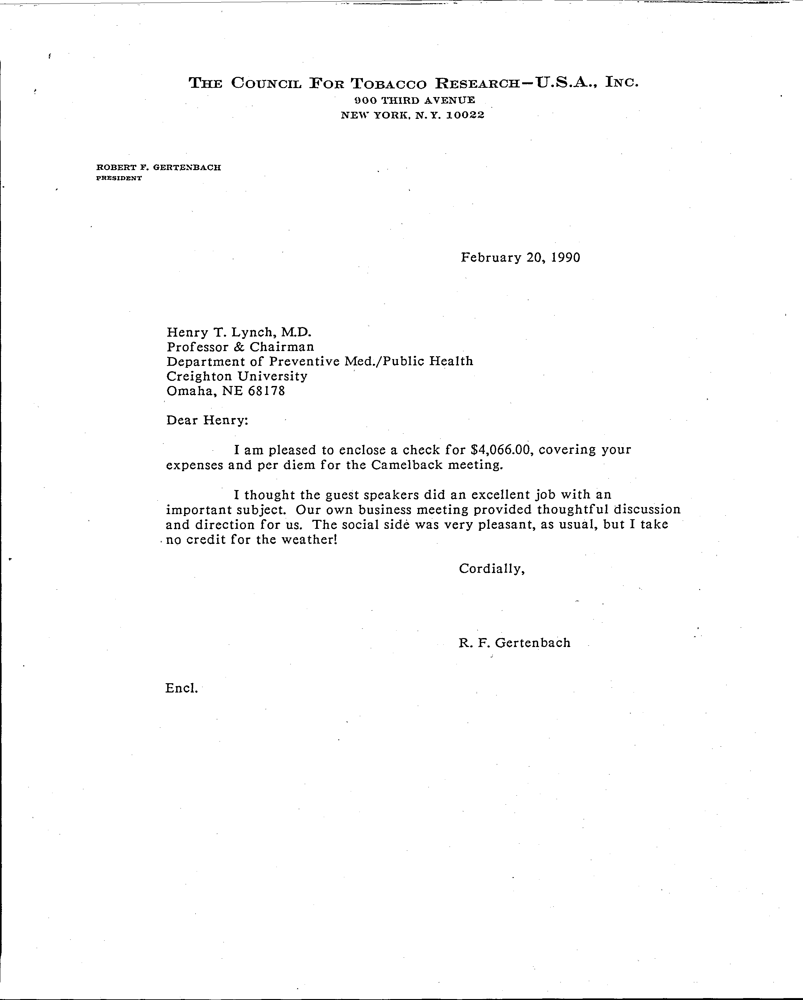 THE COUNCIL FOR TOBACCO RESEARCH—U.S.A., INC.
900 THIRD AVENUE
NEW YORK, N.Y. 10022
ROBERT F. GERTENBACH
PRESIDENT
February 20, 1990
Henry T. Lynch, M.D.
Professor & Chairman
Department of Preventive Med./Public Health
Creighton University
Omaha, NE 68178
Dear Henry:
I am pleased to enclose a check for $4,066.00, covering your
expenses and per diem for the Camelback meeting.
I thought the guest speakers did an excellent job with an
important subject. Our own business meeting provided thoughtful discussion
and direction for us. The social side was very pleasant, as usual, but I take
no credit for the weather!
Cordially,
R. F. Gertenbach
Encl.